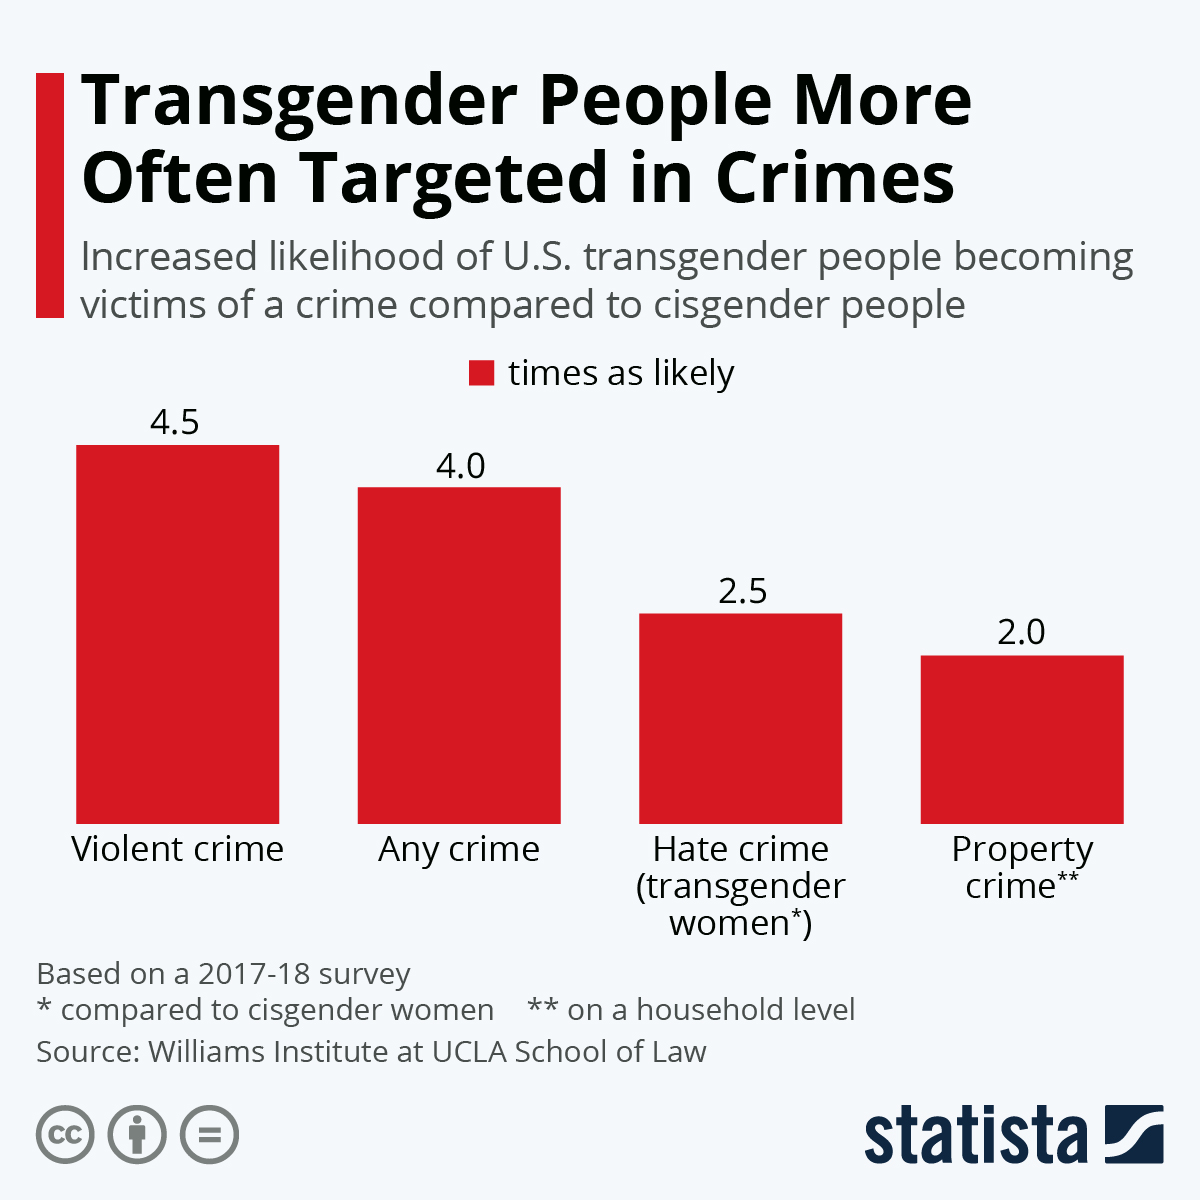 Transgender People More
Often Targeted in Crimes
Increased likelihood of U.S. transgender people becoming
victims of a crime compared to cisgender people
times as likely
4.5
4.0
2.5
2.0
Violent crime
Any crime
Hate crime
(transgender
women*)
Property
crime**
Based on a 2017-18 survey
* compared to cisgender women ** on a household level
Source: Williams Institute at UCLA School of Law
cc
statista